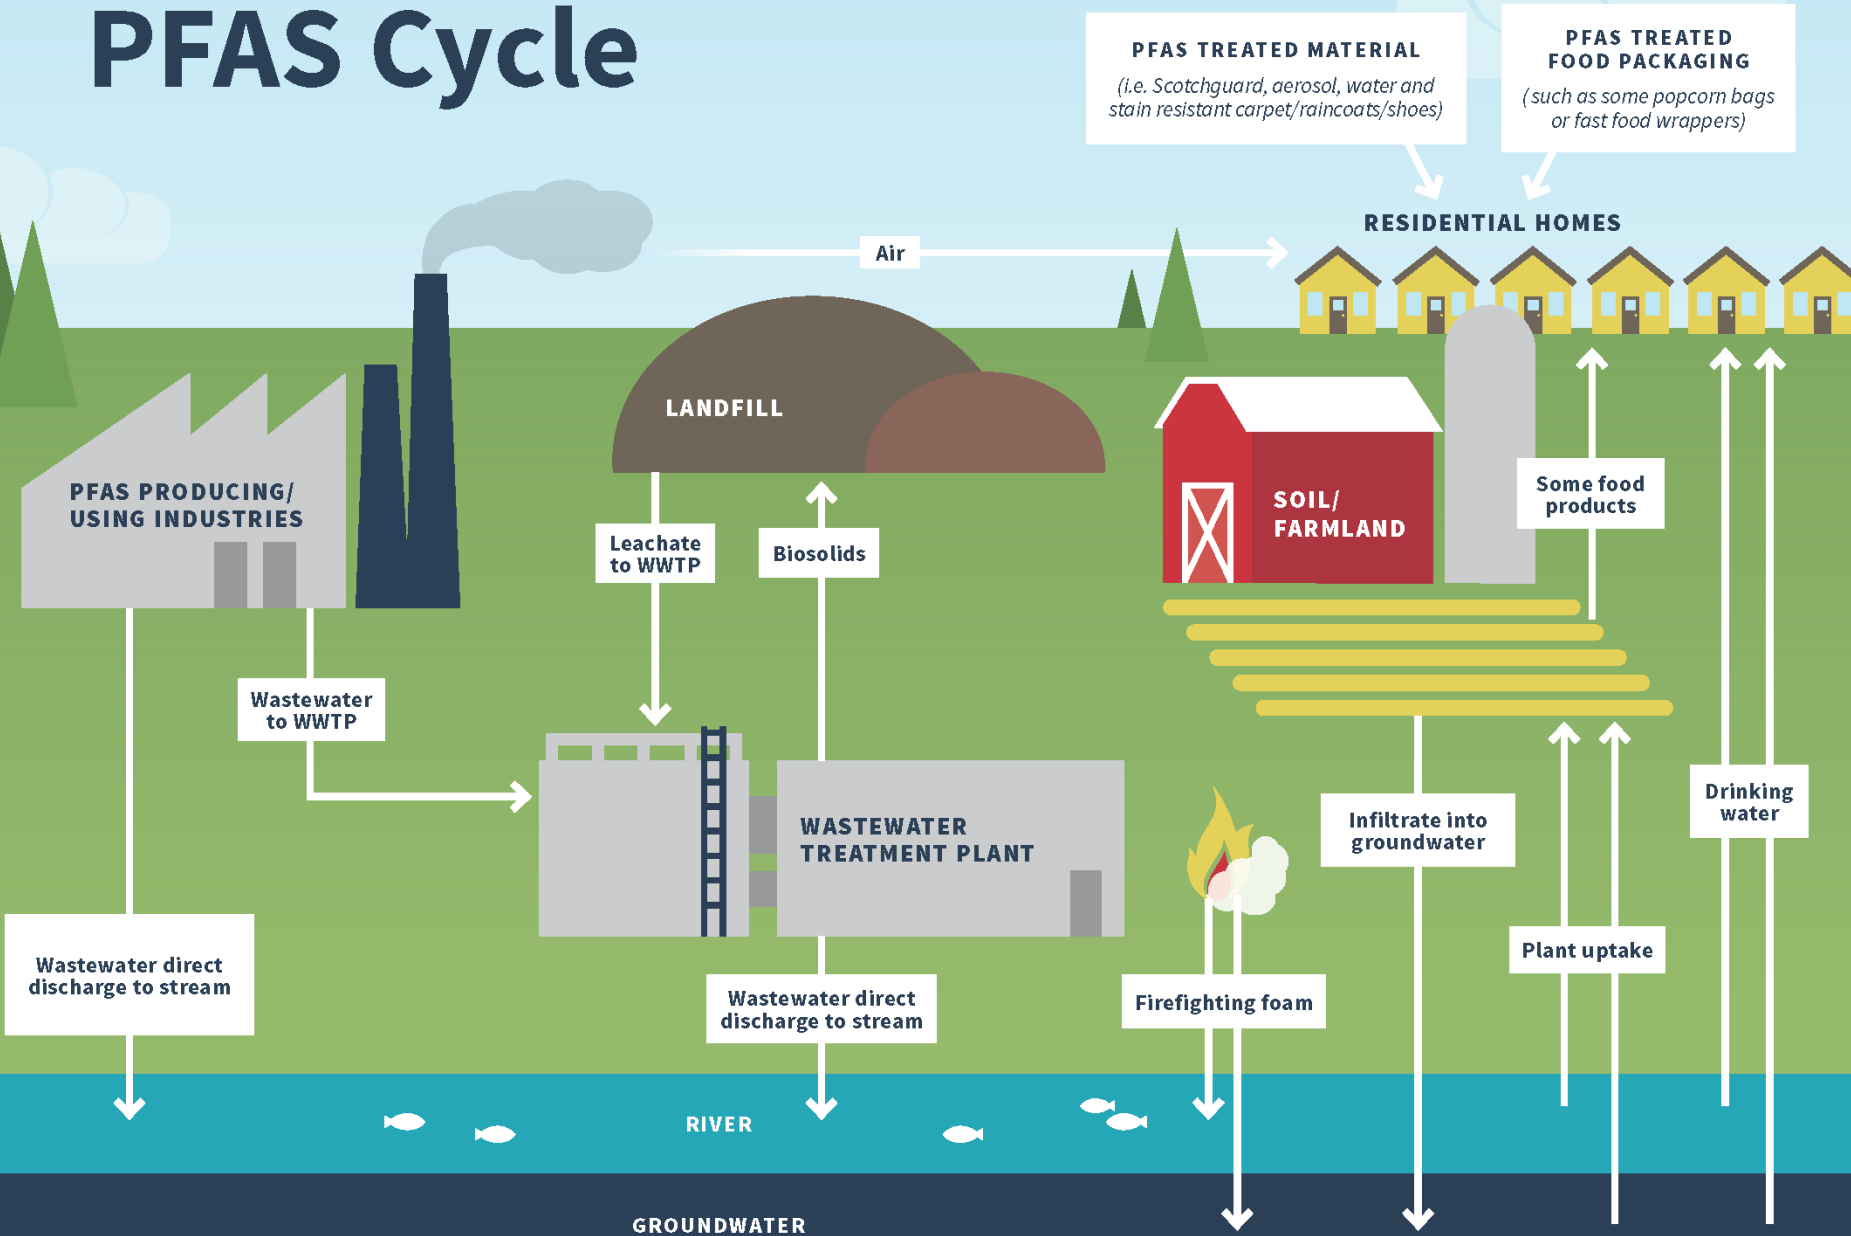 PFAS Cycle
PFAS TREATED MATERIAL
(i.e. Scotchguard, aerosol, water and
stain resistant carpet/raincoats/shoes)
PFAS TREATED
FOOD PACKAGING
(such as some popcorn bags
or fast food wrappers)
RESIDENTIAL HOMES
Air
LANDFILL
PFAS PRODUCING/
USING INDUSTRIES
SOIL/
FARMLAND
Some food
products
Leachate
to WWTP
Biosolids
Wastewater
to WWTP
WASTEWATER
TREATMENT PLANT
Infiltrate into
groundwater
Drinking
water
Plant uptake
Wastewater direct
discharge to stream
Wastewater direct
discharge to stream
Firefighting foam
RIVER
GROUNDWATER